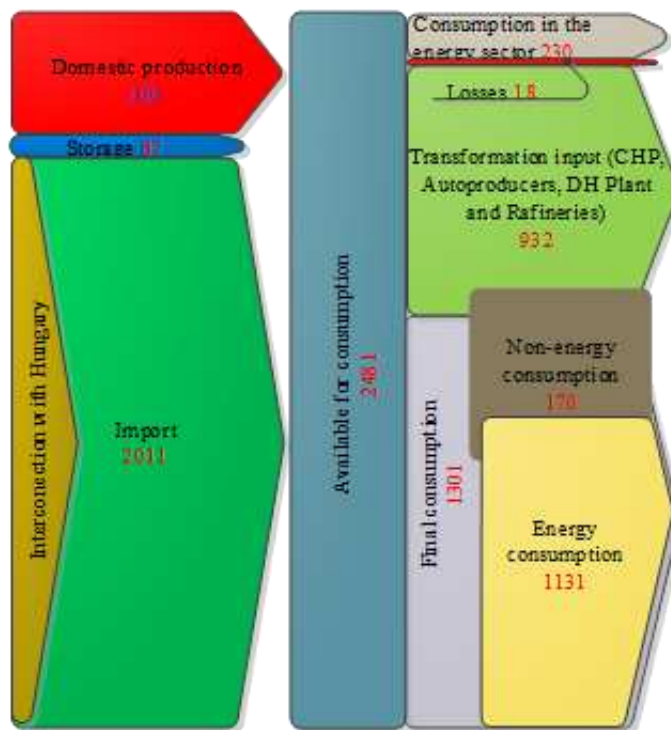 Domestic production
Storage
Interconection with Hungary
Import
2011
Available for consumption
2481
Consumption in the
energy sector 230
Losses 18
Transformation input (CHP,
Autoproducers, DH Plant
and Rafineries)
932
Final consumption
1301
Non-energy
consumption
170
Energy
consumption
1131